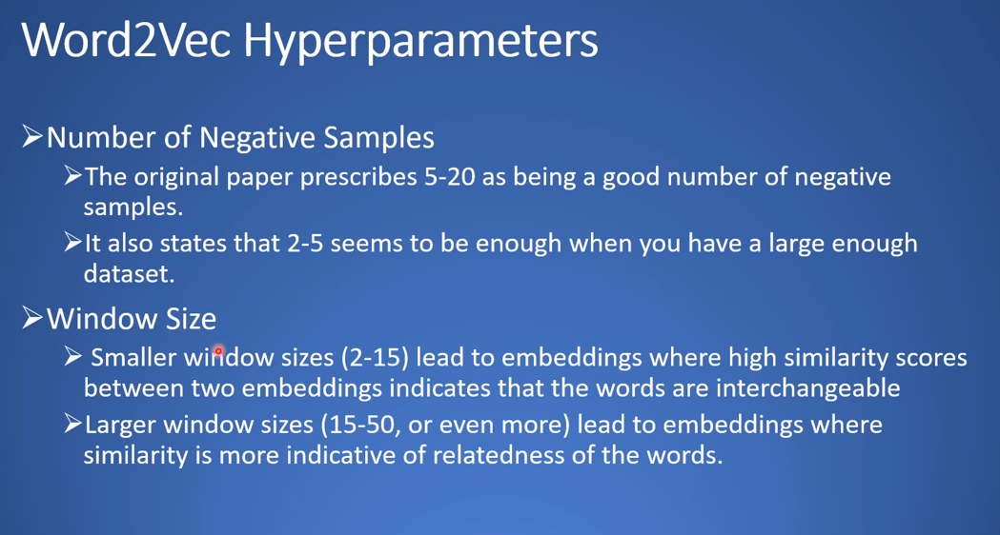 Word2Vec Hyperparameters
➢Number of Negative Samples
➢The original paper prescribes 5-20 as being a good number of negative
samples.
➢It also states that 2-5 seems to be enough when you have a large enough
dataset.
➢Window Size
➢ Smaller window sizes (2-15) lead to embeddings where high similarity scores
between two embeddings indicates that the words are interchangeable
➢Larger window sizes (15-50, or even more) lead to embeddings where
similarity is more indicative of relatedness of the words.